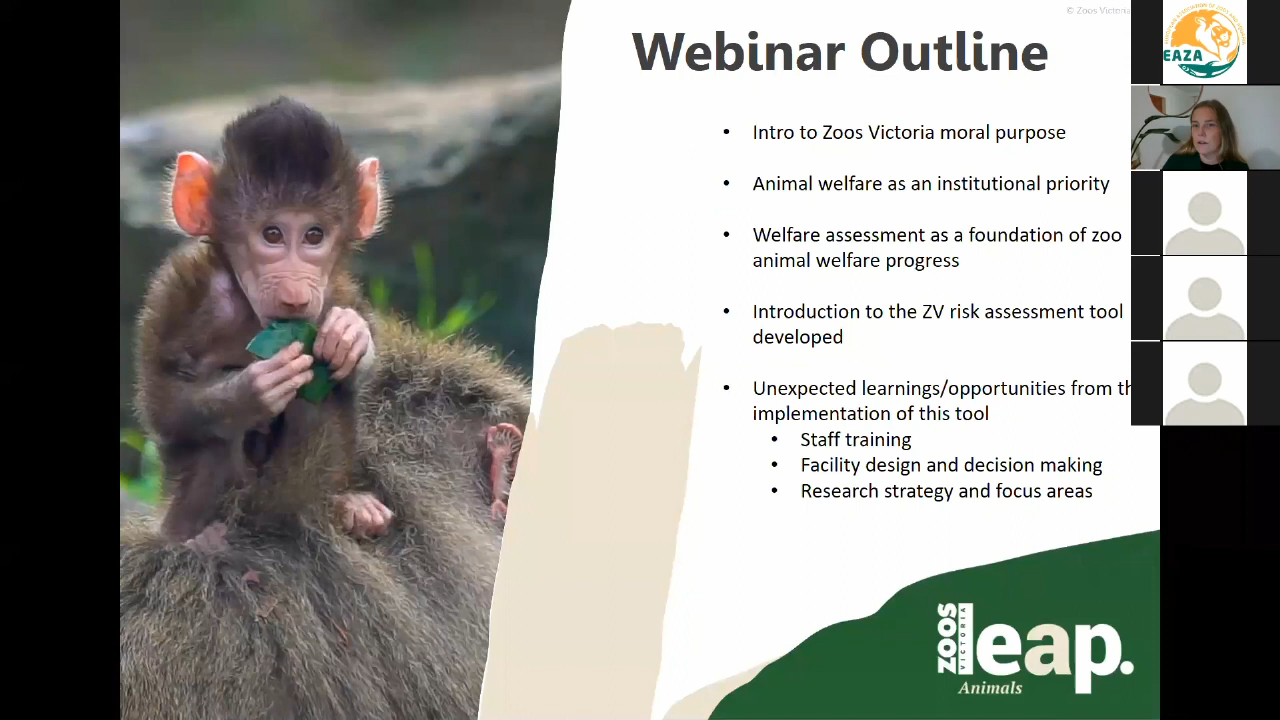 © Zoos Victoria
Webinar Outline
• Intro to Zoos Victoria moral purpose
• Animal welfare as an institutional priority
• Welfare assessment as a foundation of zoo
animal welfare progress
• Introduction to the ZV risk assessment tool
developed
• Unexpected learnings/opportunities from th
implementation of this tool
• Staff training
• Facility design and decision making
• Research strategy and focus areas
ZOOS
VICTORIA
leap.
Animals
EAZA